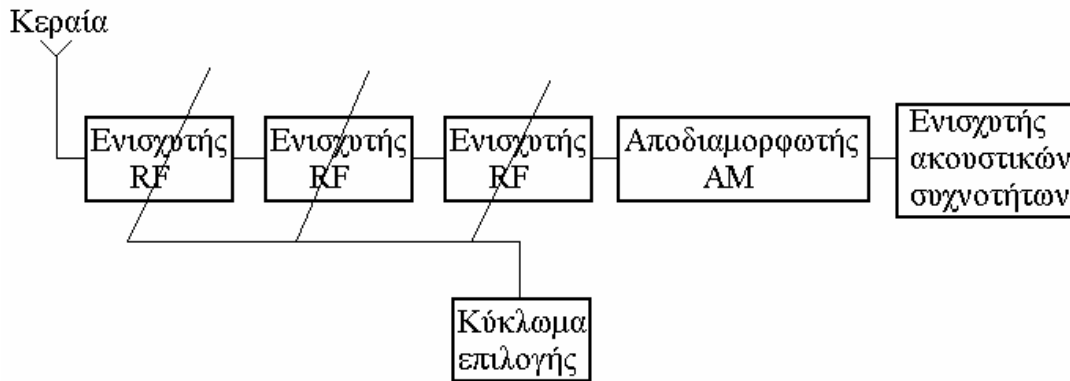 Κεραία
Ενισχυτής
RF
Ενισχυτής
RF
Ενισχυτής
RF
Αποδιαμορφωτής
AM
Ενισχυτής
ακουστικών
συχνοτήτων
Κύκλωμα
επιλογής